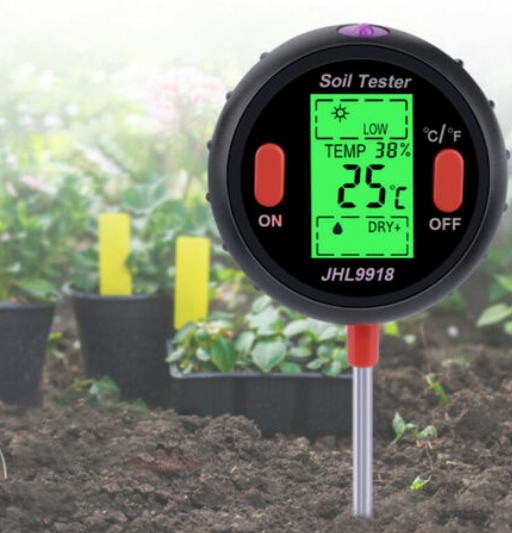 Soil Tester
LOW
°C/°F
TEMP 38%
25°C
DRY+
ON
OFF
JHL9918